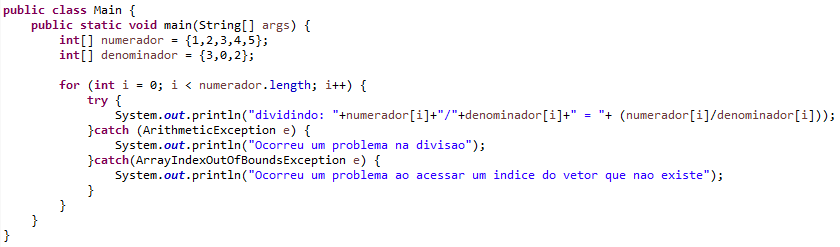 public class Main {
    public static void main(String[] args) {
        int[] numerador = {1,2,3,4,5};
        int[] denominador = {3,0,2};

        for (int i = 0; i < numerador.length; i++) {
            try {
                System.out.println("dividindo: "+numerador[i]+"/"+denominador[i]+" = "+ (numerador[i]/denominador[i]));
            }catch (ArithmeticException e) {
                System.out.println("Ocorreu um problema na divisao");
            }catch(ArrayIndexOutOfBoundsException e) {
                System.out.println("Ocorreu um problema ao acessar um indice do vetor que nao existe");
            }
        }
    }
}